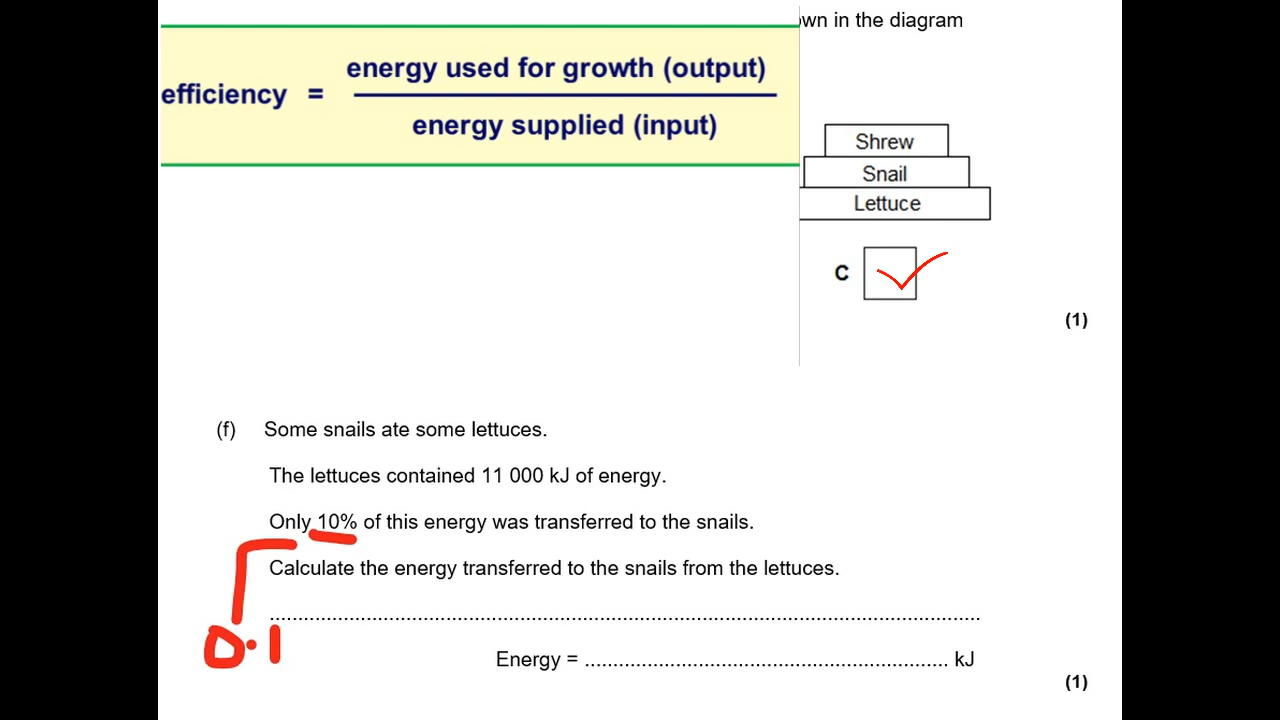 own in the diagram
energy used for growth (output)
efficiency =
energy supplied (input)
Shrew
Snail
Lettuce
C
(1)
(f) Some snails ate some lettuces.
The lettuces contained 11 000 kJ of energy.
Only 10% of this energy was transferred to the snails.
Calculate the energy transferred to the snails from the lettuces.
0.1
Energy = ................................................................ kJ
(1)